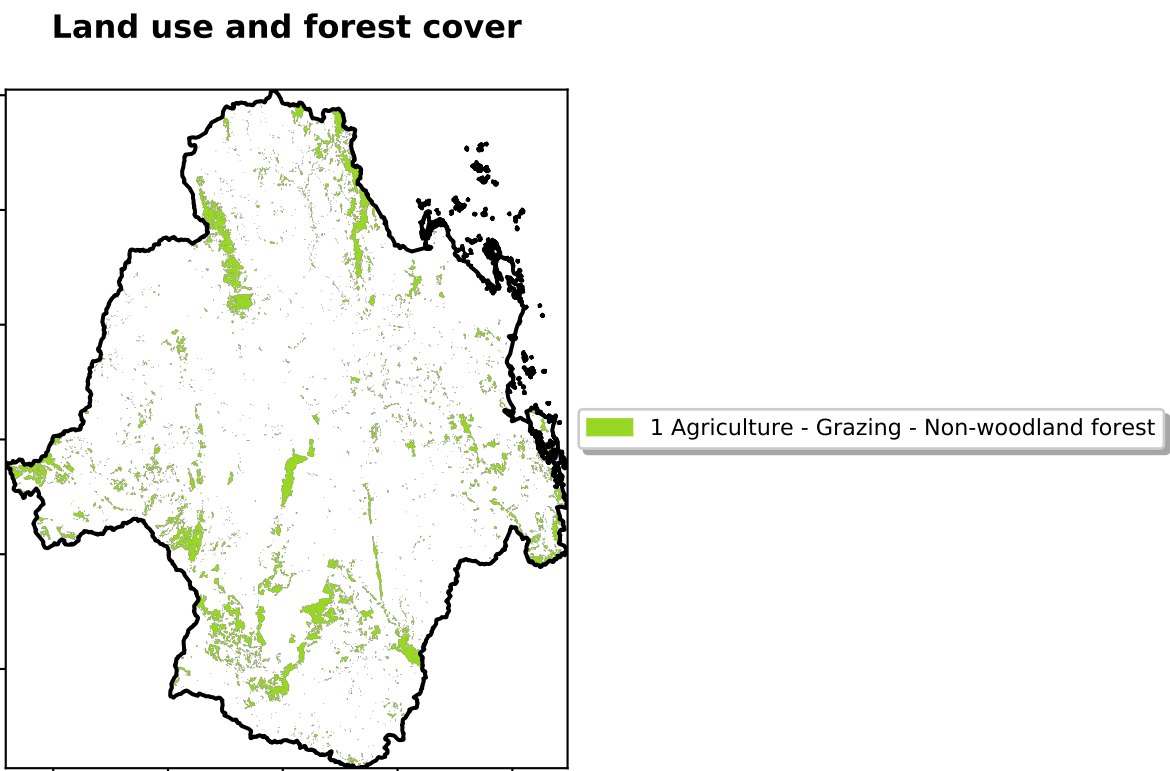 Land use and forest cover
1 Agriculture - Grazing - Non-woodland forest